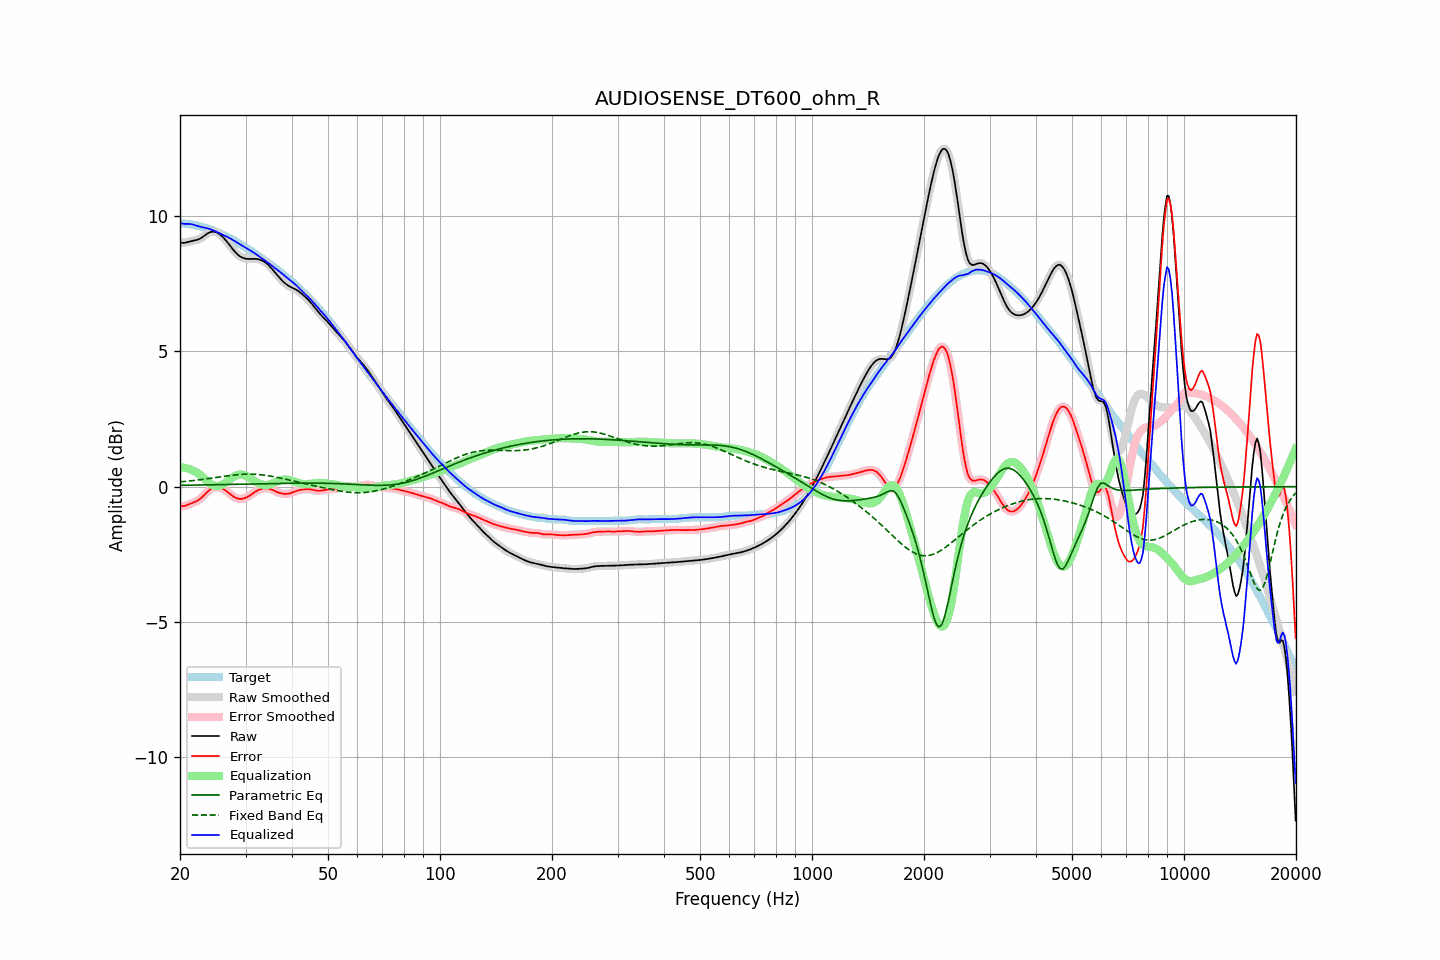 AUDIOSENSE_DT600_ohm_R
Amplitude (dBr)
10
5
0
−5
−10
Target
Raw Smoothed
Error Smoothed
Raw
Error
Equalization
Parametric Eq
Fixed Band Eq
Equalized
20 50 100 200 500 1000 2000 5000 10000 20000
Frequency (Hz)